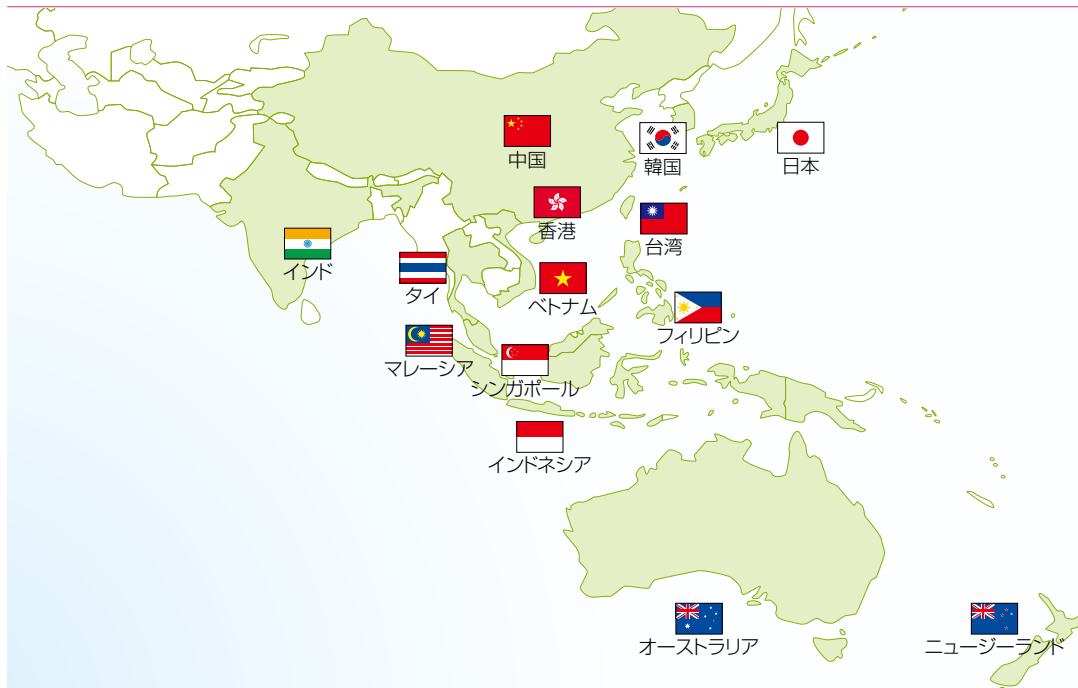 中国
韓国
日本
香港
台湾
インド
タイ
ベトナム
フィリピン
マレーシア
シンガポール
インドネシア
オーストラリア
ニュージーランド